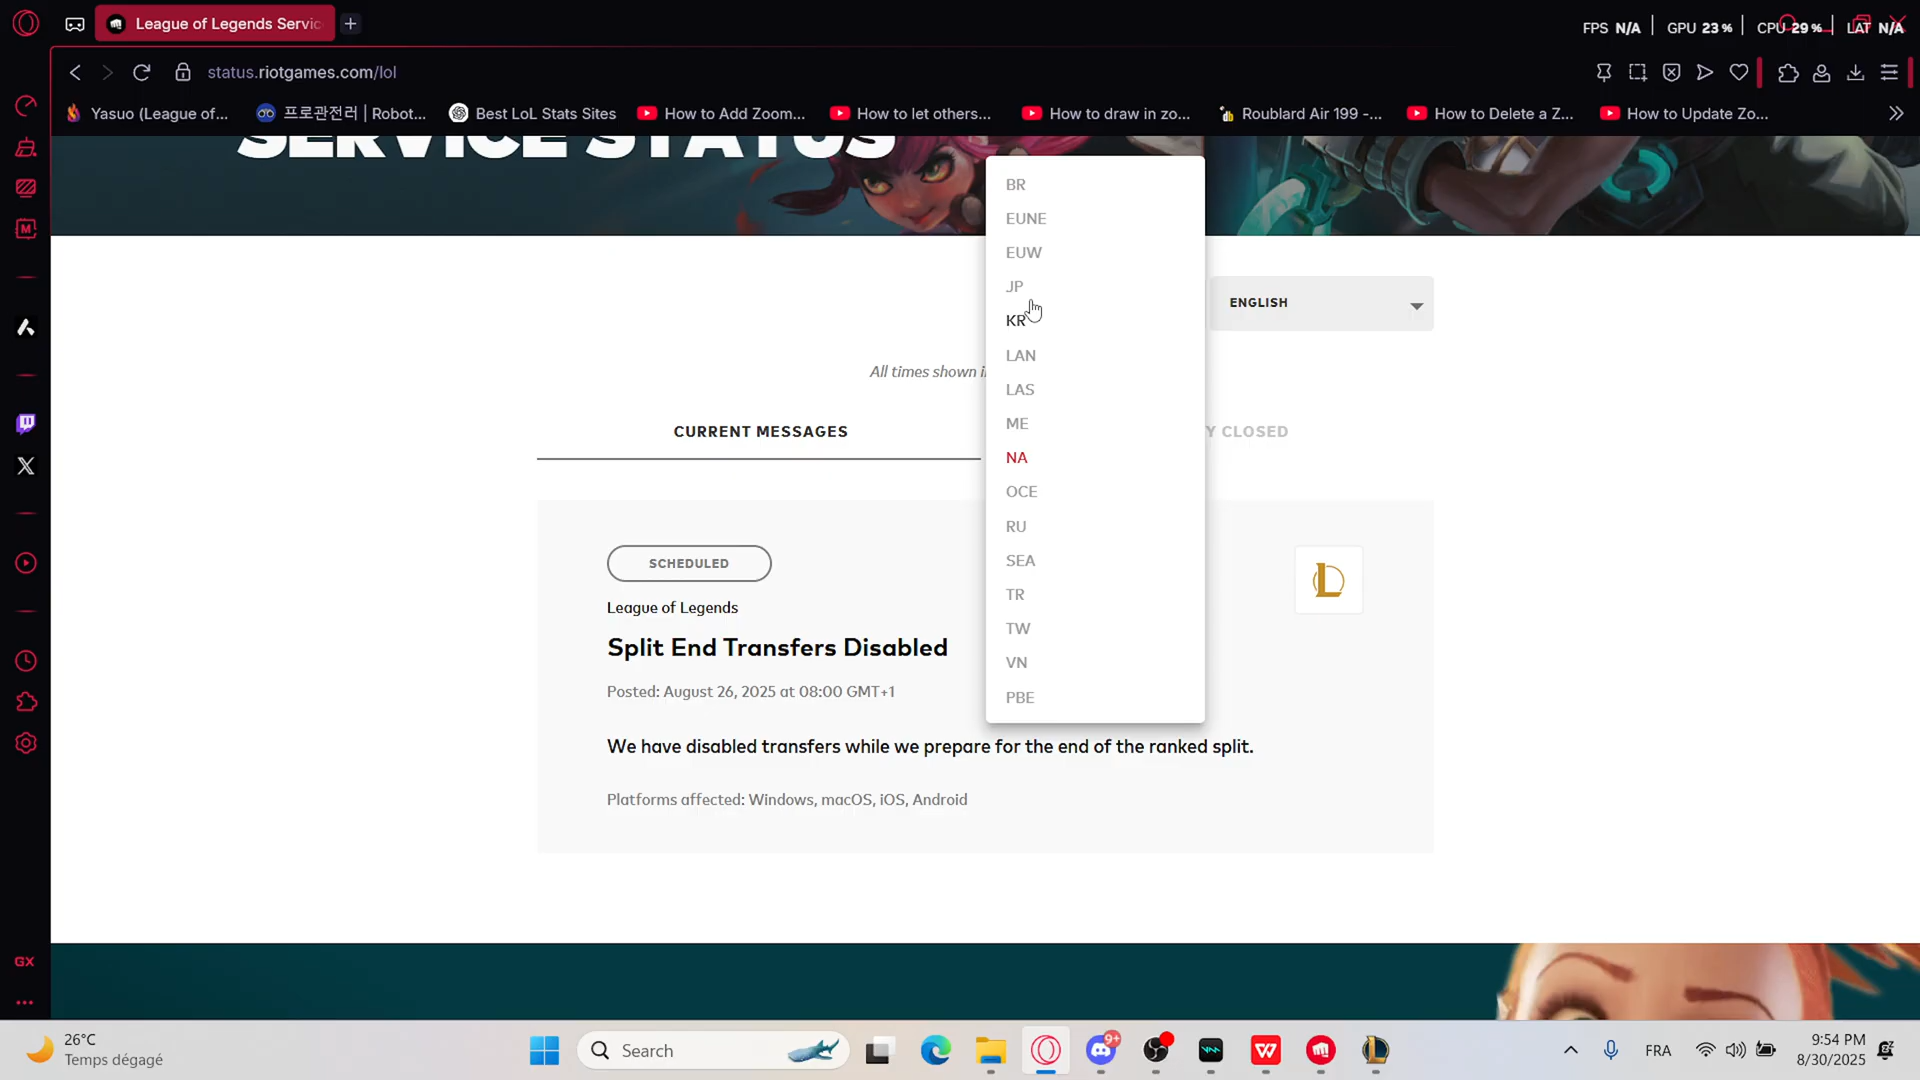 League of Legends Servic
FPS N/A GPU 23 % CPU 29 % LAT N/A
status.riotgames.com/lol
Yasuo (League of...
프로관전러 | Robot...
Best LoL Stats Sites
How to Add Zoom...
How to let others...
How to draw in zo...
Roublard Air 199 -...
How to Delete a Z...
How to Update Zo...
SERVICE STATUS
BR
EUNE
EUW
JP
KR
LAN
LAS
ME
NA
OCE
RU
SEA
TR
TW
VN
PBE
ENGLISH
All times shown i
CURRENT MESSAGES
Y CLOSED
SCHEDULED
League of Legends
Split End Transfers Disabled
Posted: August 26, 2025 at 08:00 GMT+1
We have disabled transfers while we prepare for the end of the ranked split.
Platforms affected: Windows, macOS, iOS, Android
GX
26°C
Temps dégagé
Search
9+
FRA
9:54 PM
8/30/2025